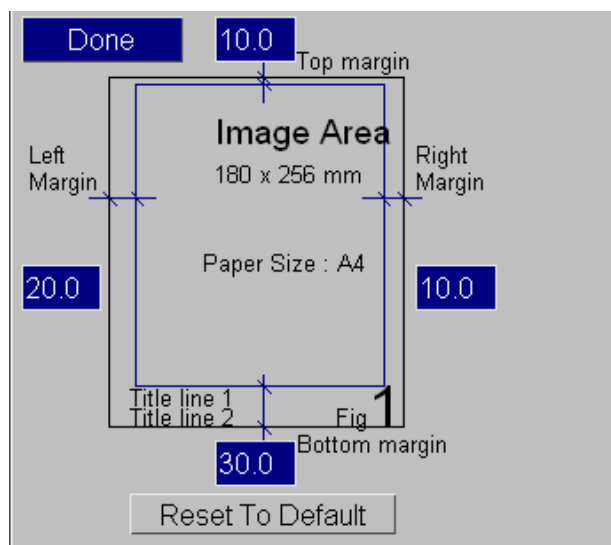 Done
10.0
Top margin
Image Area
180 x 256 mm
Left
Margin
Right
Margin
Paper Size : A4
20.0
10.0
Title line 1
Title line 2
Fig 1
Bottom margin
30.0
Reset To Default